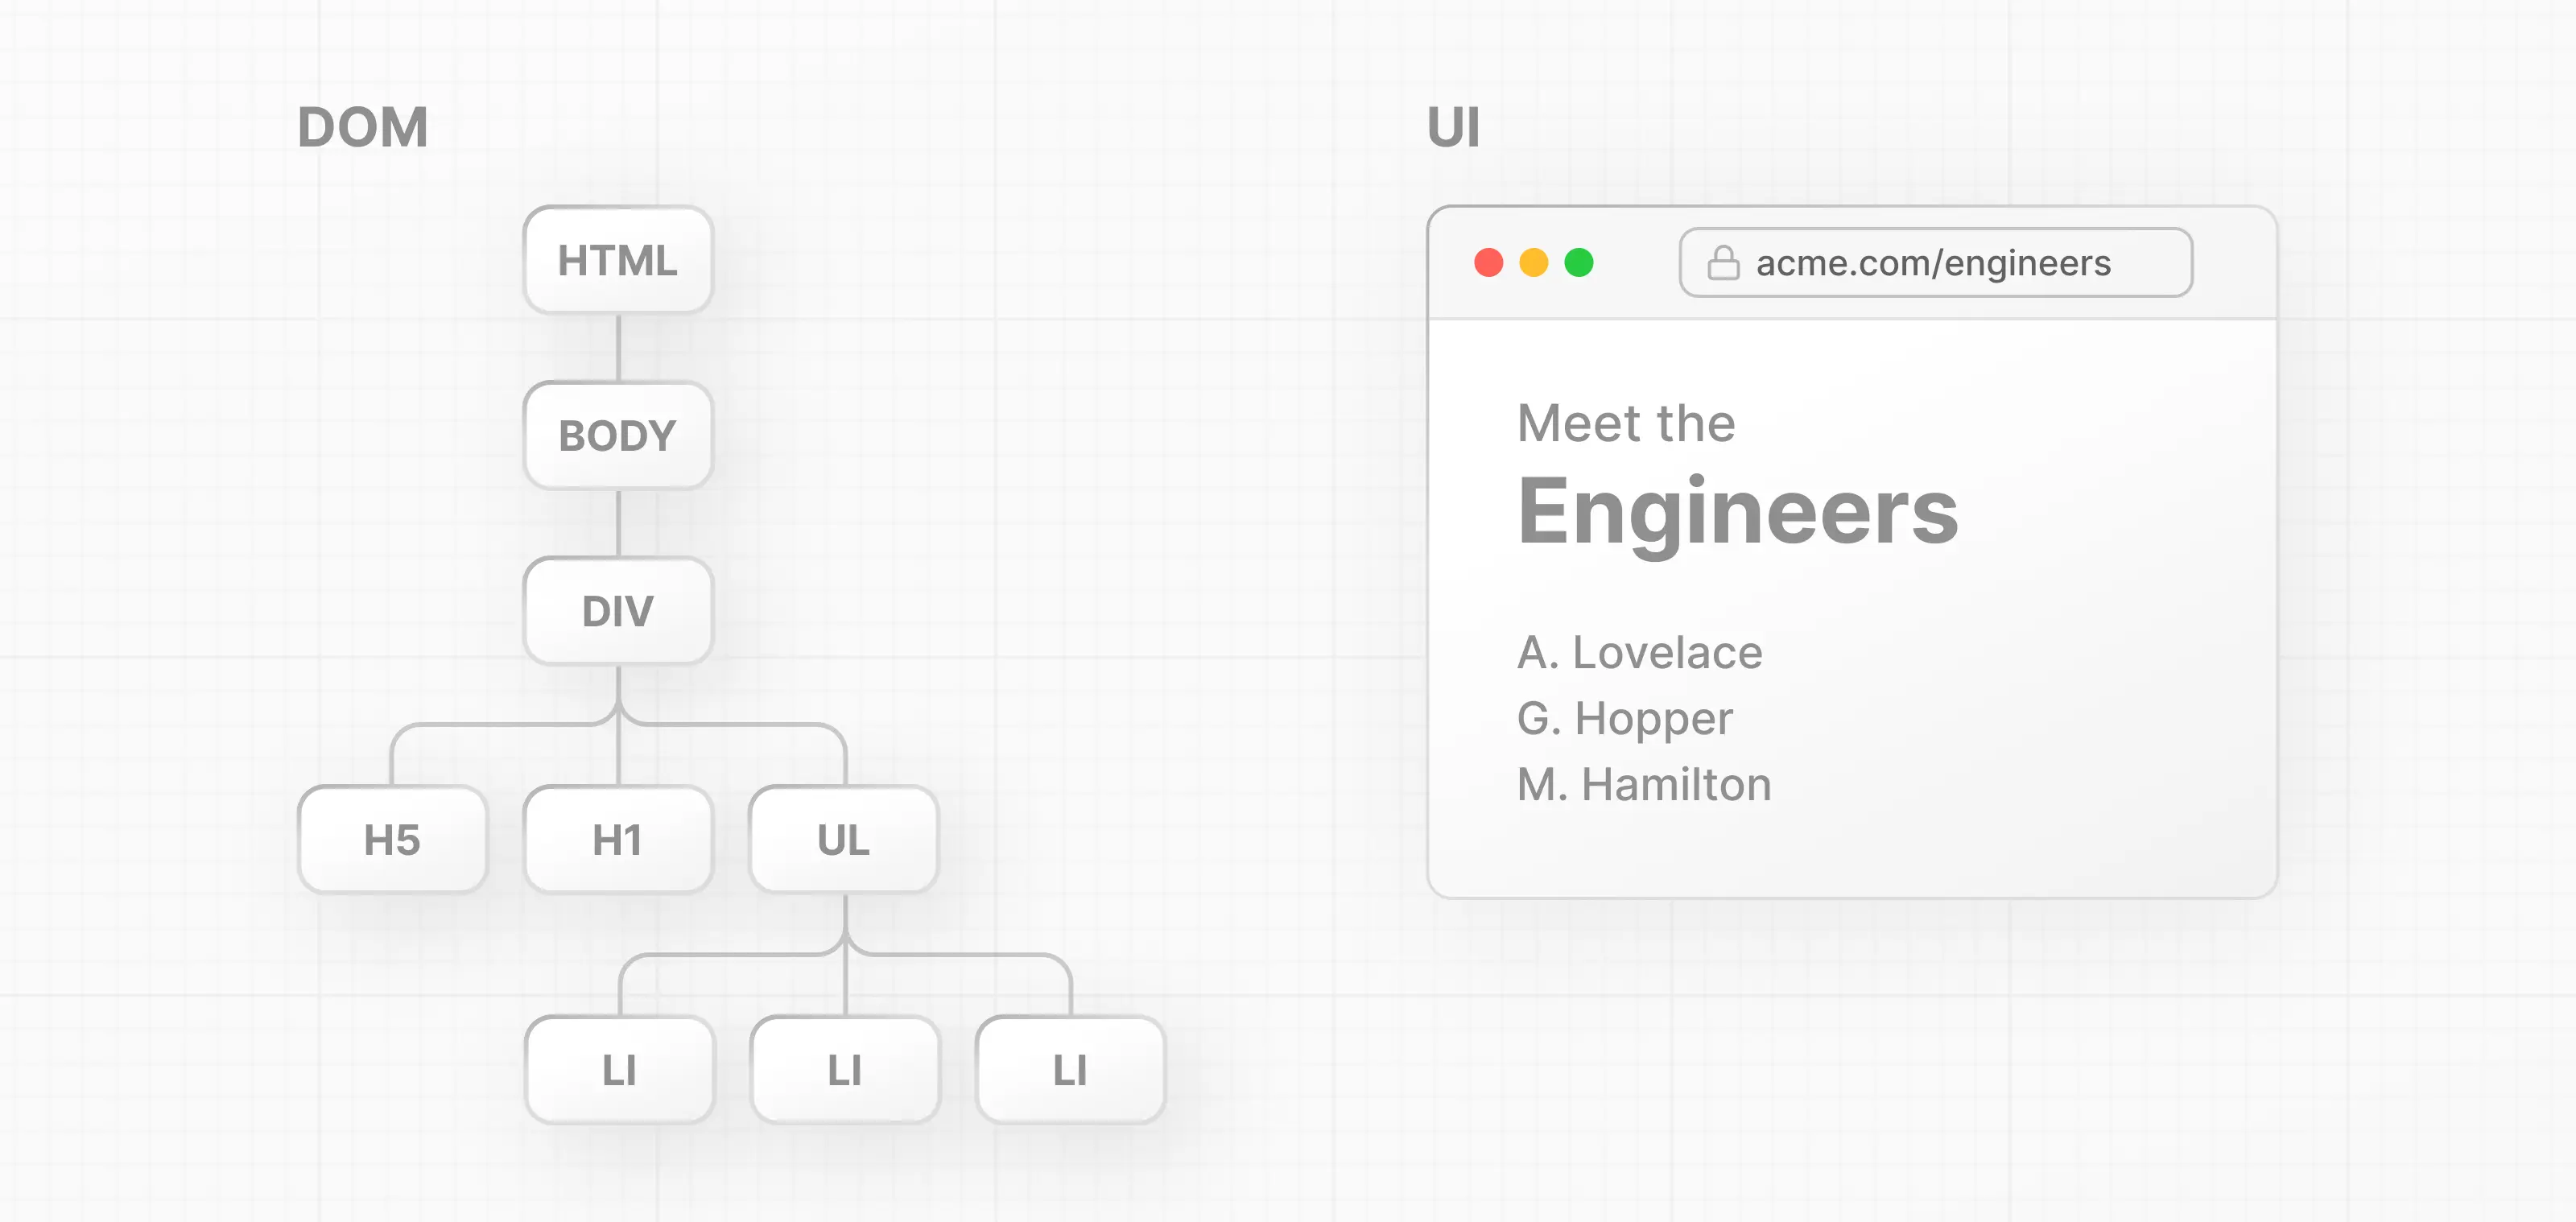 DOM
HTML
BODY
DIV
H5 H1 UL
LI LI LI
UI
acme.com/engineers
Meet the
Engineers
A. Lovelace
G. Hopper
M. Hamilton